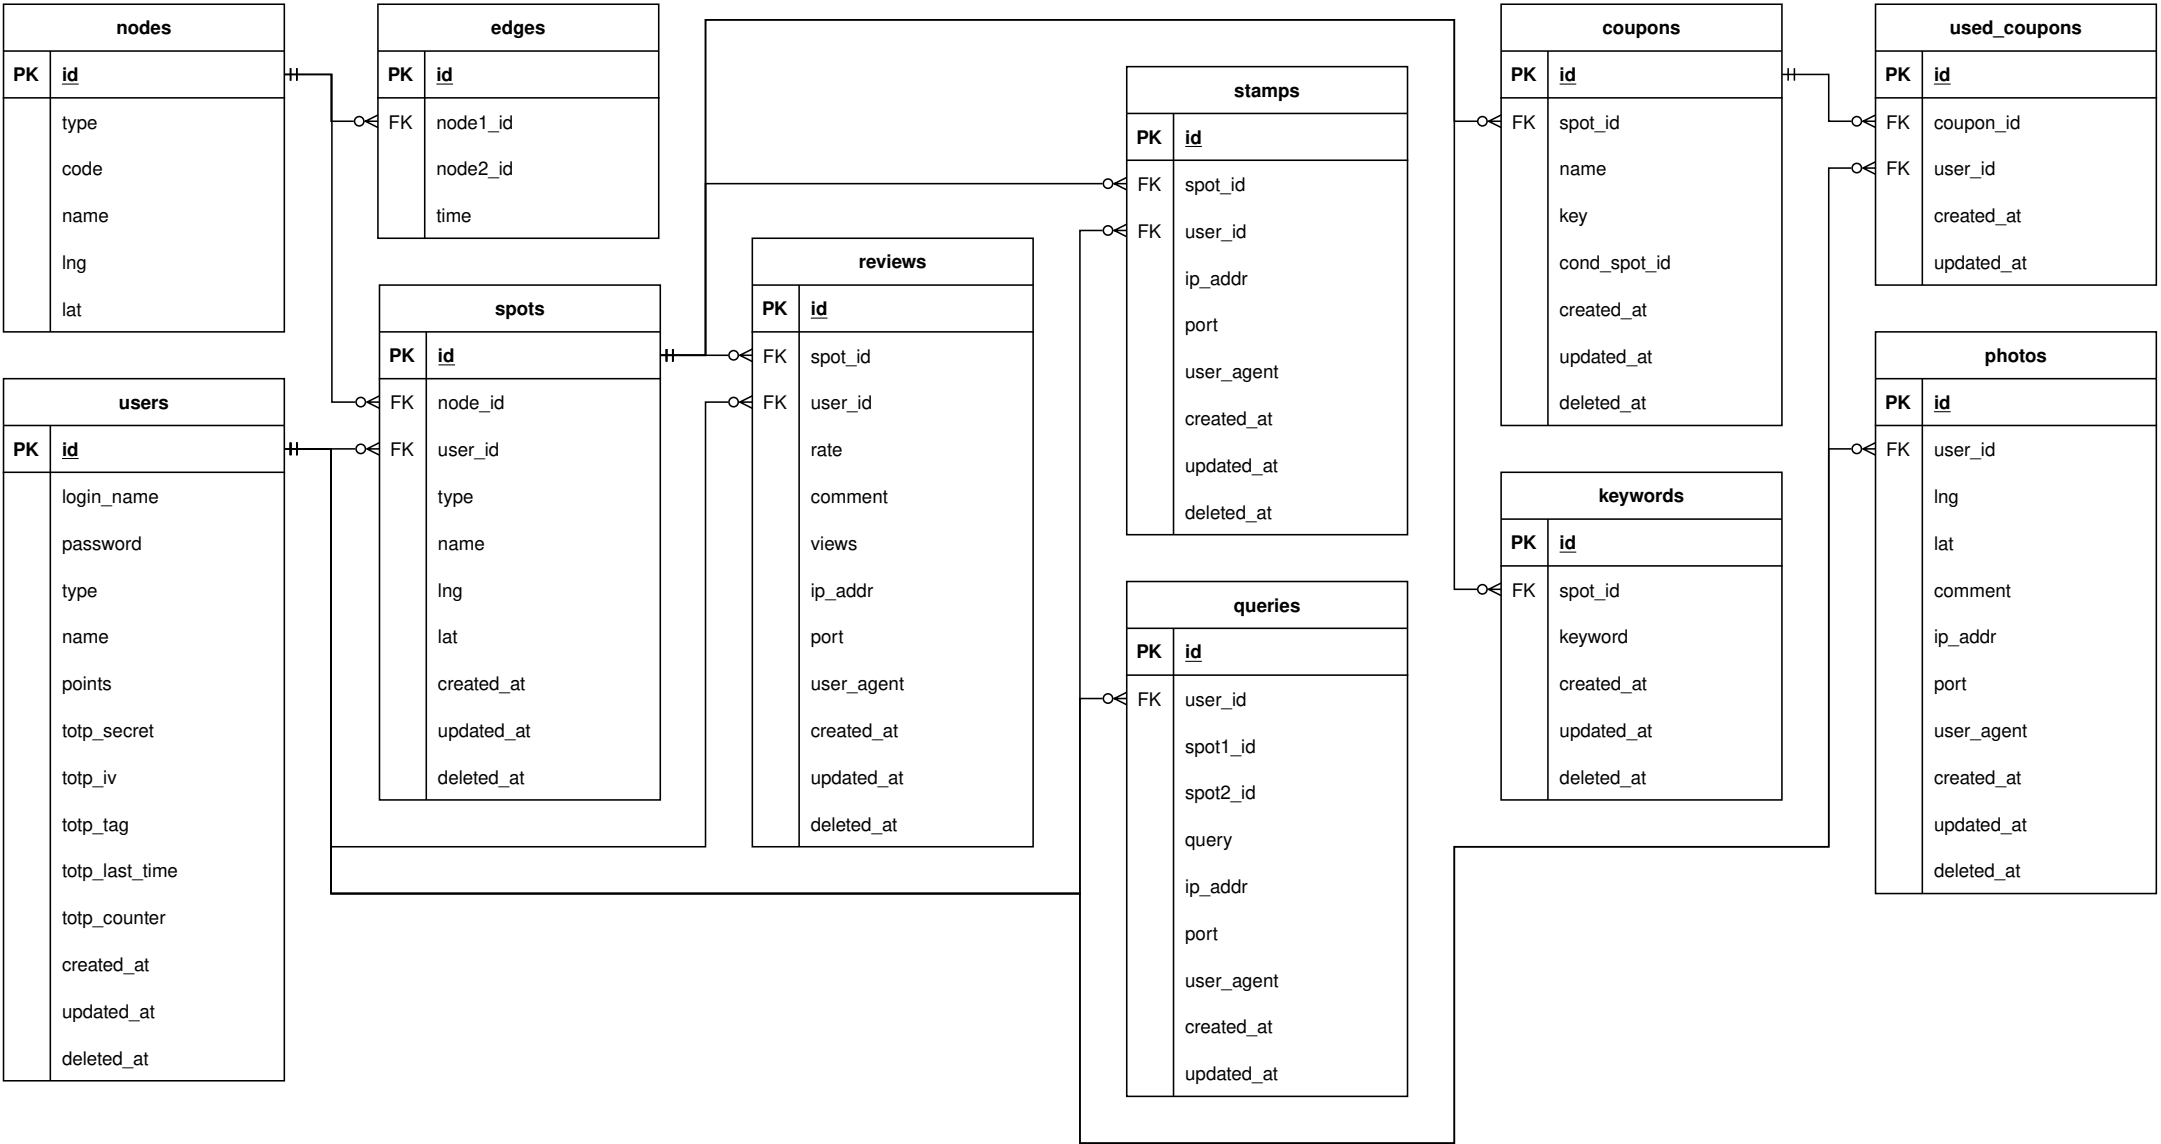 nodes
PK id
type
code
name
lng
lat
edges
PK id
FK node1_id
node2_id
time
users
PK id
login_name
password
type
name
points
totp_secret
totp_iv
totp_tag
totp_last_time
totp_counter
created_at
updated_at
deleted_at
spots
PK id
FK node_id
FK user_id
type
name
lng
lat
created_at
updated_at
deleted_at
reviews
PK id
FK spot_id
FK user_id
rate
comment
views
ip_addr
port
user_agent
created_at
updated_at
deleted_at
stamps
PK id
FK spot_id
FK user_id
ip_addr
port
user_agent
created_at
updated_at
deleted_at
queries
PK id
FK user_id
spot1_id
spot2_id
query
ip_addr
port
user_agent
created_at
updated_at
coupons
PK id
FK spot_id
name
key
cond_spot_id
created_at
updated_at
deleted_at
keywords
PK id
FK spot_id
keyword
created_at
updated_at
deleted_at
used_coupons
PK id
FK coupon_id
FK user_id
created_at
updated_at
photos
PK id
FK user_id
lng
lat
comment
ip_addr
port
user_agent
created_at
updated_at
deleted_at